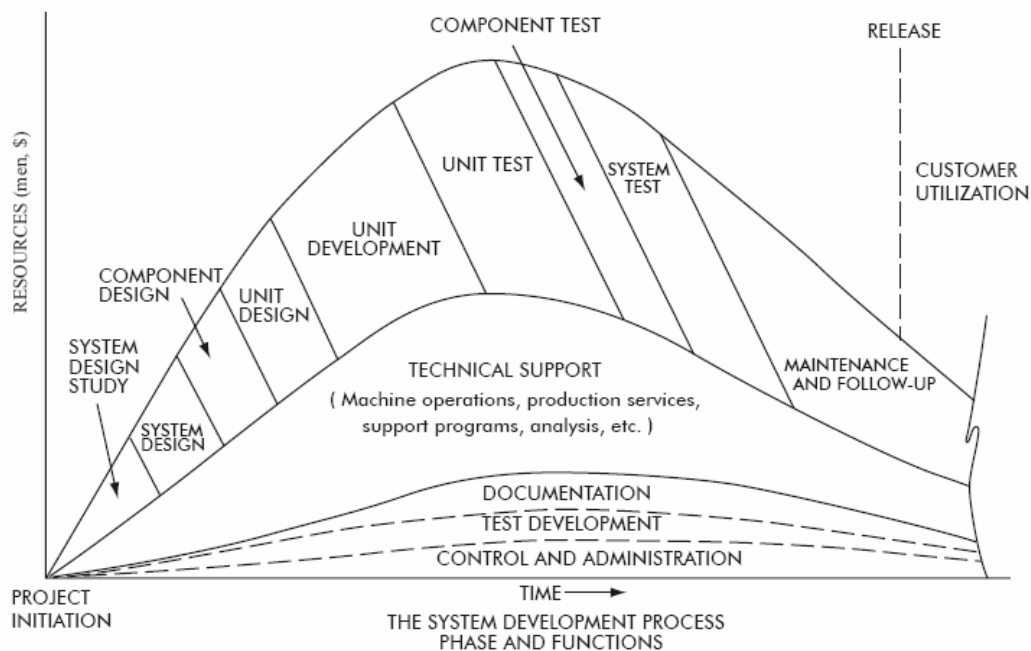 COMPONENT TEST
RELEASE
RESOURCES (men, $)
UNIT TEST
SYSTEM
TEST
CUSTOMER
UTILIZATION
UNIT
DEVELOPMENT
COMPONENT
DESIGN
UNIT
DESIGN
SYSTEM
DESIGN
STUDY
SYSTEM
DESIGN
TECHNICAL SUPPORT
( Machine operations, production services,
support programs, analysis, etc. )
MAINTENANCE
AND FOLLOW-UP
DOCUMENTATION
TEST DEVELOPMENT
CONTROL AND ADMINISTRATION
PROJECT
INITIATION
TIME
THE SYSTEM DEVELOPMENT PROCESS
PHASE AND FUNCTIONS